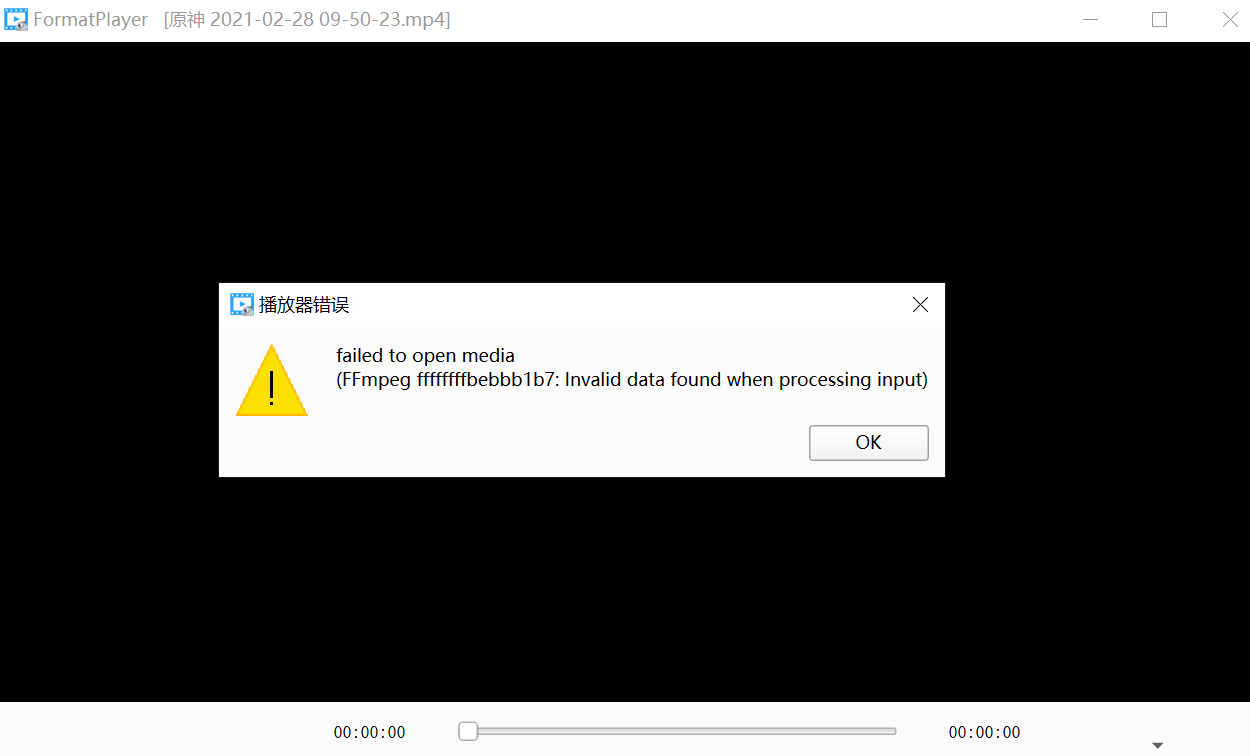 FormatPlayer [原神 2021-02-28 09-50-23.mp4]
播放器错误
failed to open media
(FFmpeg ffffffffbebbb1b7: Invalid data found when processing input)
OK
00:00:00
00:00:00